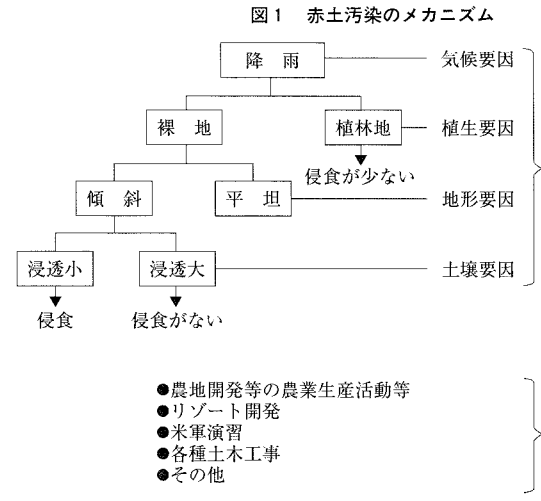 図1 赤土汚染のメカニズム
降雨
気候要因
裸地
植林地
植生要因
侵食が少ない
傾斜
平坦
地形要因
浸透小
浸透大
土壌要因
侵食
侵食がない
●農地開発等の農業生産活動等
●リゾート開発
●米軍演習
●各種土木工事
●その他